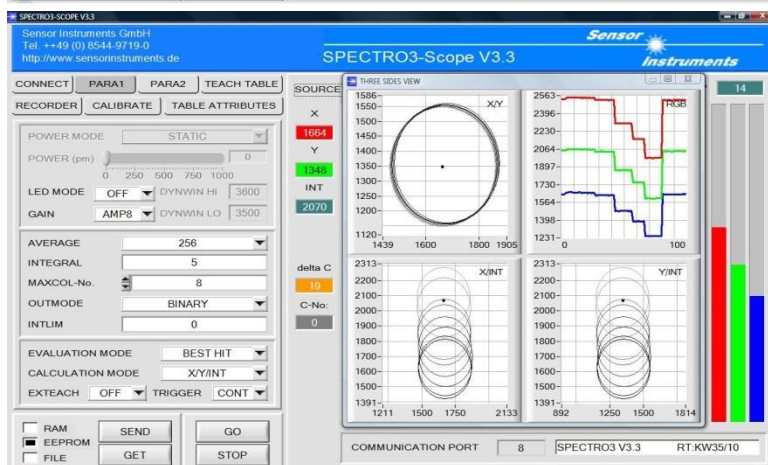 SPECTRO3-SCOPE V3.3
Sensor Instruments GmbH
Tel. ++49 (0) 8544-9719-0
http://www.sensorinstruments.de
SPECTRO3-Scope V3.3
Sensor
Instruments
CONNECT PARA1 PARA2 TEACH TABLE
RECORDER CALIBRATE TABLE ATTRIBUTES
POWER MODE STATIC
POWER (pm) 0
0 250 500 750 1000
LED MODE OFF DYNWIN HI 3600
GAIN AMP8 DYNWIN LO 3500
AVERAGE 256
INTEGRAL 5
MAXCOL-No. 8
OUTMODE BINARY
INTLIM 0
EVALUATION MODE BEST HIT
CALCULATION MODE X/Y/INT
EXTEACH OFF TRIGGER CONT
RAM
EEPROM
FILE
SEND GO
GET STOP
SOURCE
X
1664
Y
1348
INT
2070
delta C
19
C-No:
0
THREE SIDES VIEW
X/Y
1586
1550
1500
1450
1400
1350
1300
1250
1200
1120
1439 1600 1800 1905
RGB
2563
2396
2230
2064
1897
1730
1564
1398
1231
0 100
X/INT
2313
2200
2100
2000
1900
1800
1700
1600
1500
1391
1211 1500 1750 2133
Y/INT
2313
2200
2100
2000
1900
1800
1700
1600
1500
1391
892 1250 1500 1814
14
COMMUNICATION PORT 8 SPECTRO3 V3.3 RT:KW35/10